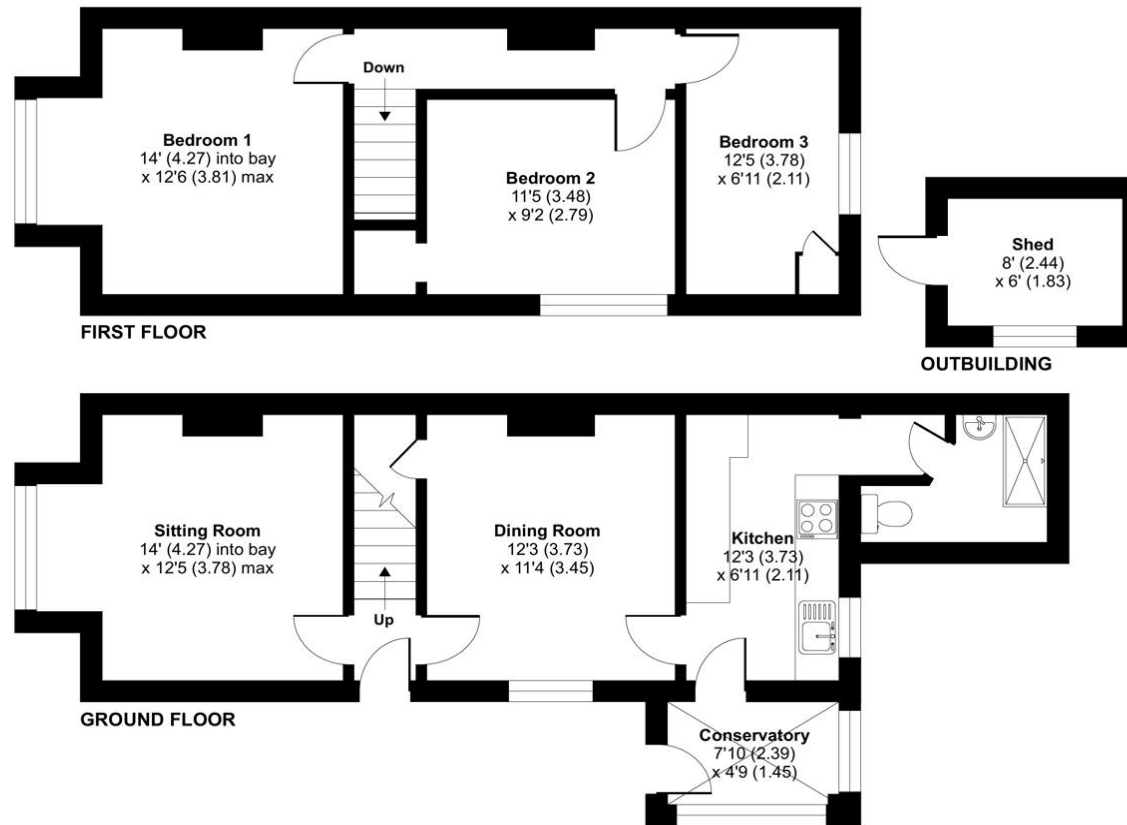 Down
Bedroom 1
14' (4.27) into bay
x 12'6 (3.81) max
Bedroom 2
11'5 (3.48)
x 9'2 (2.79)
Bedroom 3
12'5 (3.78)
x 6'11 (2.11)
Shed
8' (2.44)
x 6' (1.83)
FIRST FLOOR
OUTBUILDING
Sitting Room
14' (4.27) into bay
x 12'5 (3.78) max
Up
Dining Room
12'3 (3.73)
x 11'4 (3.45)
Kitchen
12'3 (3.73)
x 6'11 (2.11)
GROUND FLOOR
Conservatory
7'10 (2.39)
x 4'9 (1.45)